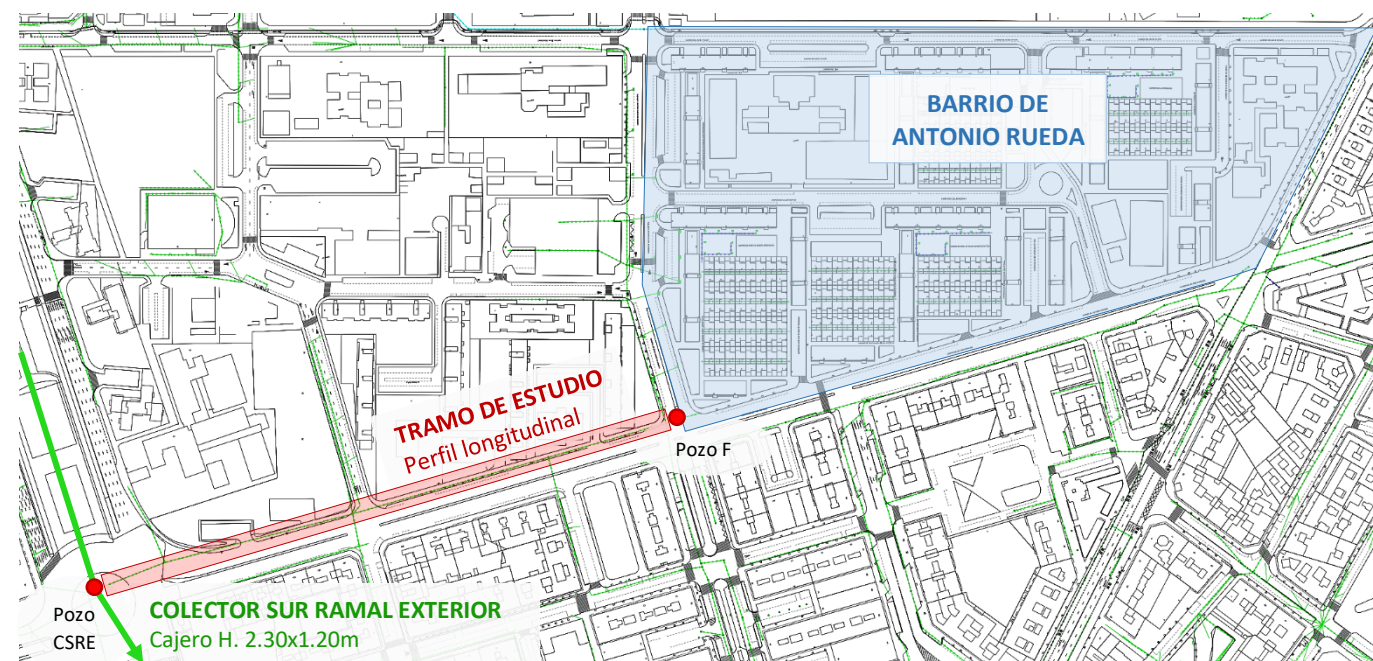 BARRIO DE
ANTONIO RUEDA
TRAMO DE ESTUDIO
Perfil longitudinal
Pozo F
Pozo
CSRE
COLECTOR SUR RAMAL EXTERIOR
Cajero H. 2.30x1.20m